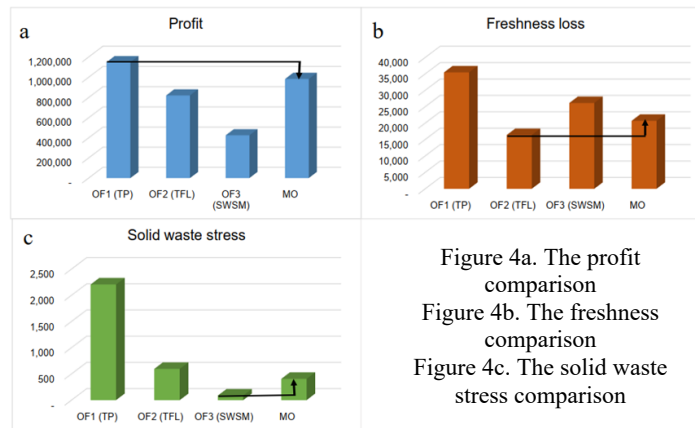 a
Profit
1,200,000
1,000,000
800,000
600,000
400,000
200,000
-
OF1 (TP)
OF2 (TFL)
OF3
(SWSM)
MO
b
Freshness loss
40,000
35,000
30,000
25,000
20,000
15,000
10,000
5,000
-
OF1 (TP)
OF2 (TFL)
OF3 (SWSM)
MO
c
Solid waste stress
2,500
2,000
1,500
1,000
500
-
OF1 (TP)
OF2 (TFL)
OF3 (SWSM)
MO
Figure 4a. The profit
comparison
Figure 4b. The freshness
comparison
Figure 4c. The solid waste
stress comparison